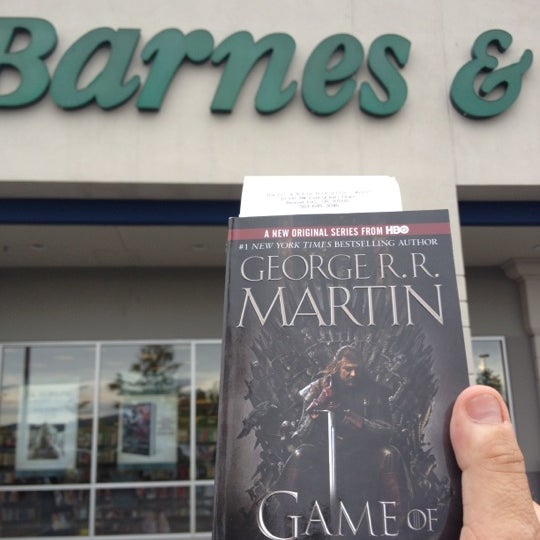 Barnes &
A NEW ORIGINAL SERIES FROM HBO
#1 NEW YORK TIMES BESTSELLING AUTHOR
GEORGE R. R.
MARTIN
GAME OF